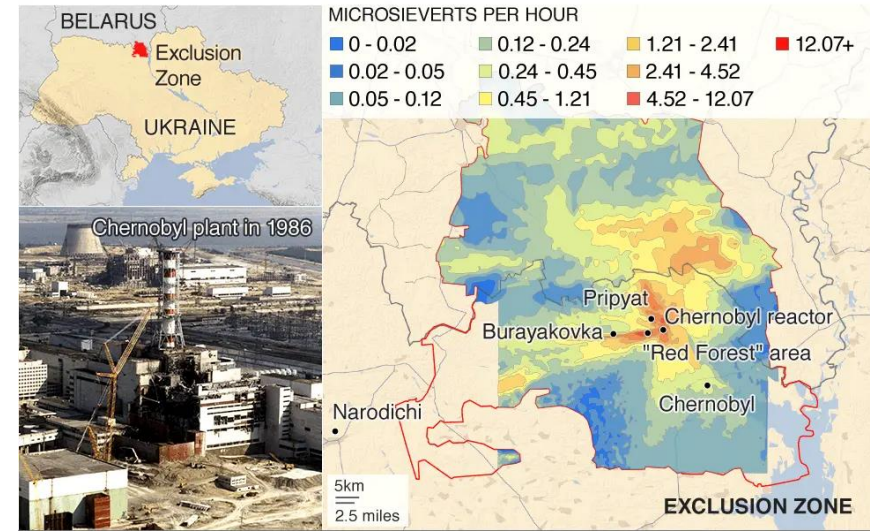 BELARUS
Exclusion
Zone
UKRAINE
Chernobyl plant in 1986
MICROSIEVERTS PER HOUR
0 - 0.02
0.12 - 0.24
1.21 - 2.41
12.07+
0.02 - 0.05
0.24 - 0.45
2.41 - 4.52
0.05 - 0.12
0.45 - 1.21
4.52 - 12.07
Pripyat
Chernobyl reactor
Burayakovka
"Red Forest" area
Chernobyl
Narodichi
5km
2.5 miles
EXCLUSION ZONE